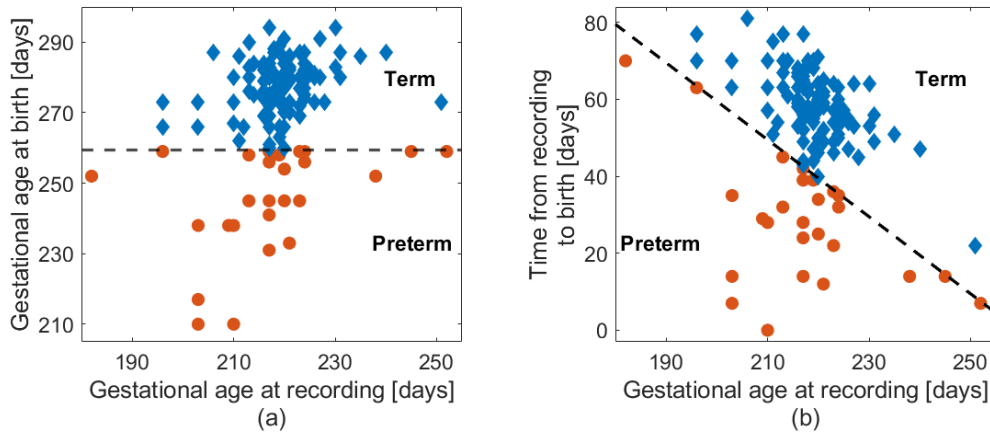 Gestational age at birth [days]
290
270
250
230
210
Term
Preterm
190
210
230
250
Gestational age at recording [days]
(a)
Time from recording
to birth [days]
80
60
40
20
0
Term
Preterm
190
210
230
250
Gestational age at recording [days]
(b)